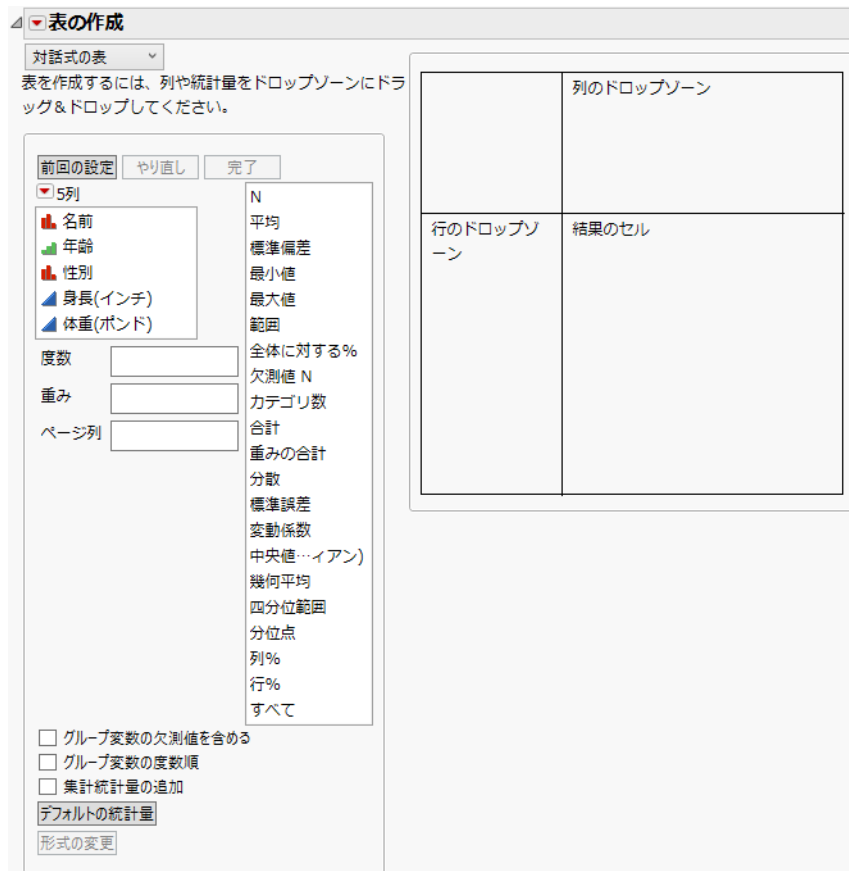 表の作成
対話式の表
表を作成するには、列や統計量をドロップゾーンにドラ
ッグ&ドロップしてください。
前回の設定
やり直し
完了
5列
名前
年齢
性別
身長(インチ)
体重(ポンド)
度数
重み
ページ列
N
平均
標準偏差
最小値
最大値
範囲
全体に対する%
欠測値 N
カテゴリ数
合計
重みの合計
分散
標準誤差
変動係数
中央値…ィアン)
幾何平均
四分位範囲
分位点
列%
行%
すべて
グループ変数の欠測値を含める
グループ変数の度数順
集計統計量の追加
デフォルトの統計量
形式の変更
列のドロップゾーン
行のドロップゾ
ーン
結果のセル